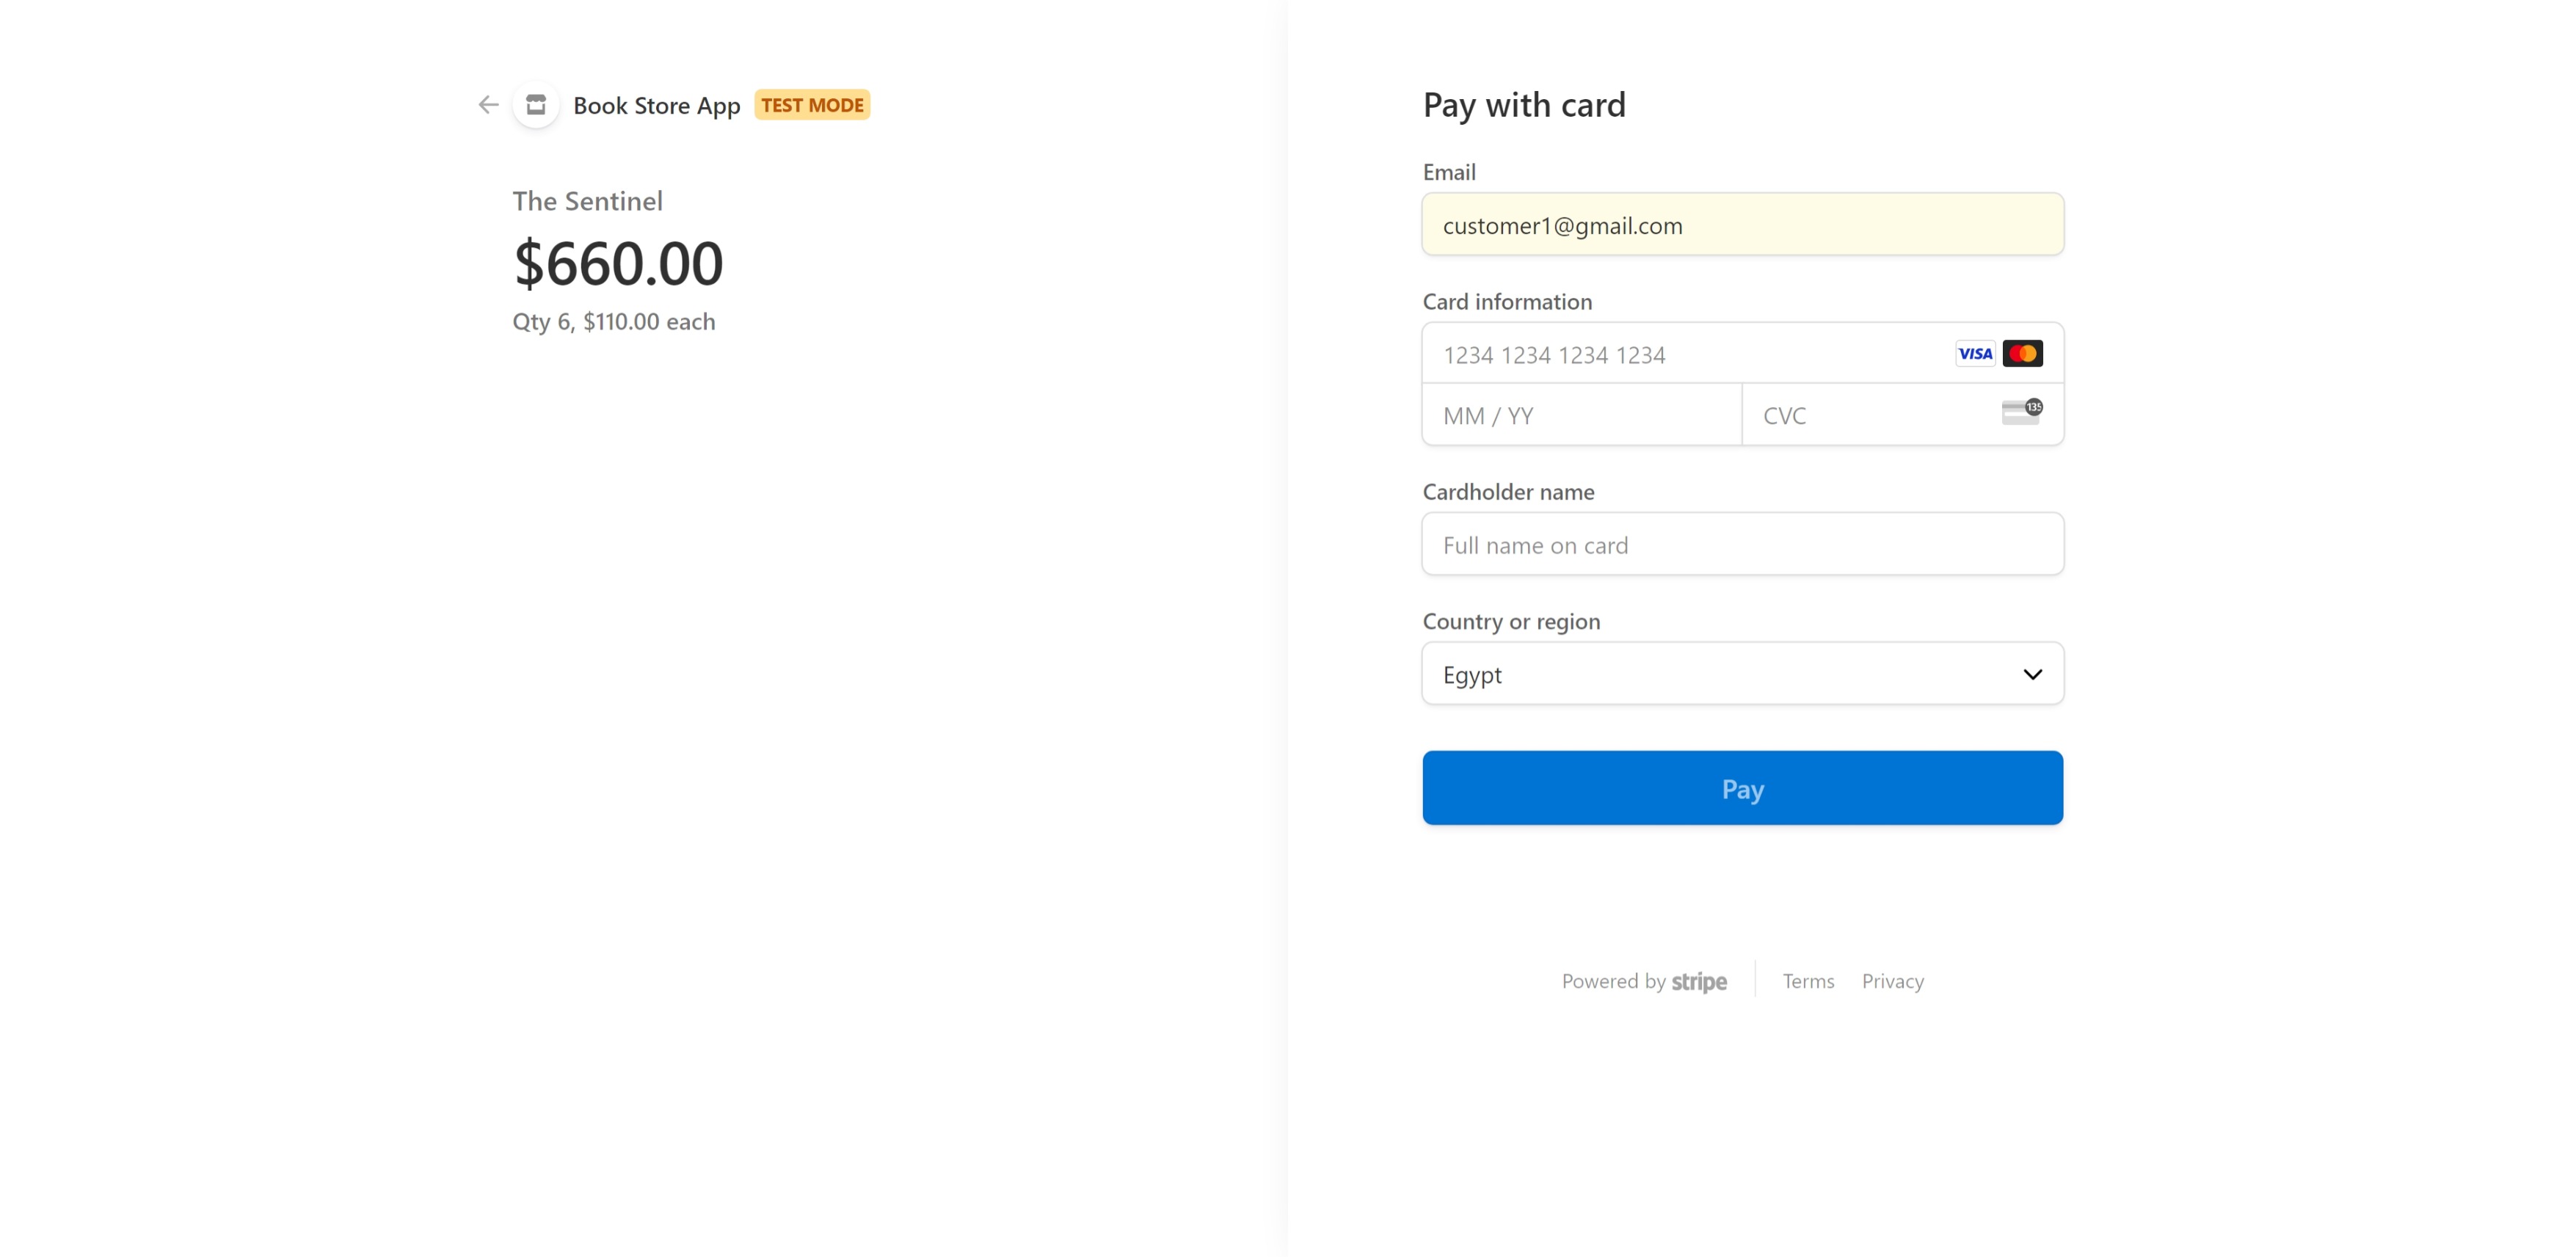 Book Store App TEST MODE
The Sentinel
$660.00
Qty 6, $110.00 each
Pay with card
Email
customer1@gmail.com
Card information
1234 1234 1234 1234 VISA
MM / YY CVC 135
Cardholder name
Full name on card
Country or region
Egypt
Pay
Powered by stripe Terms Privacy